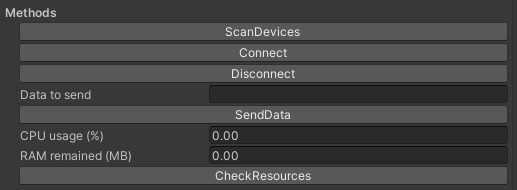 Methods
ScanDevices
Connect
Disconnect
Data to send
SendData
CPU usage (%) 0.00
RAM remained (MB) 0.00
CheckResources